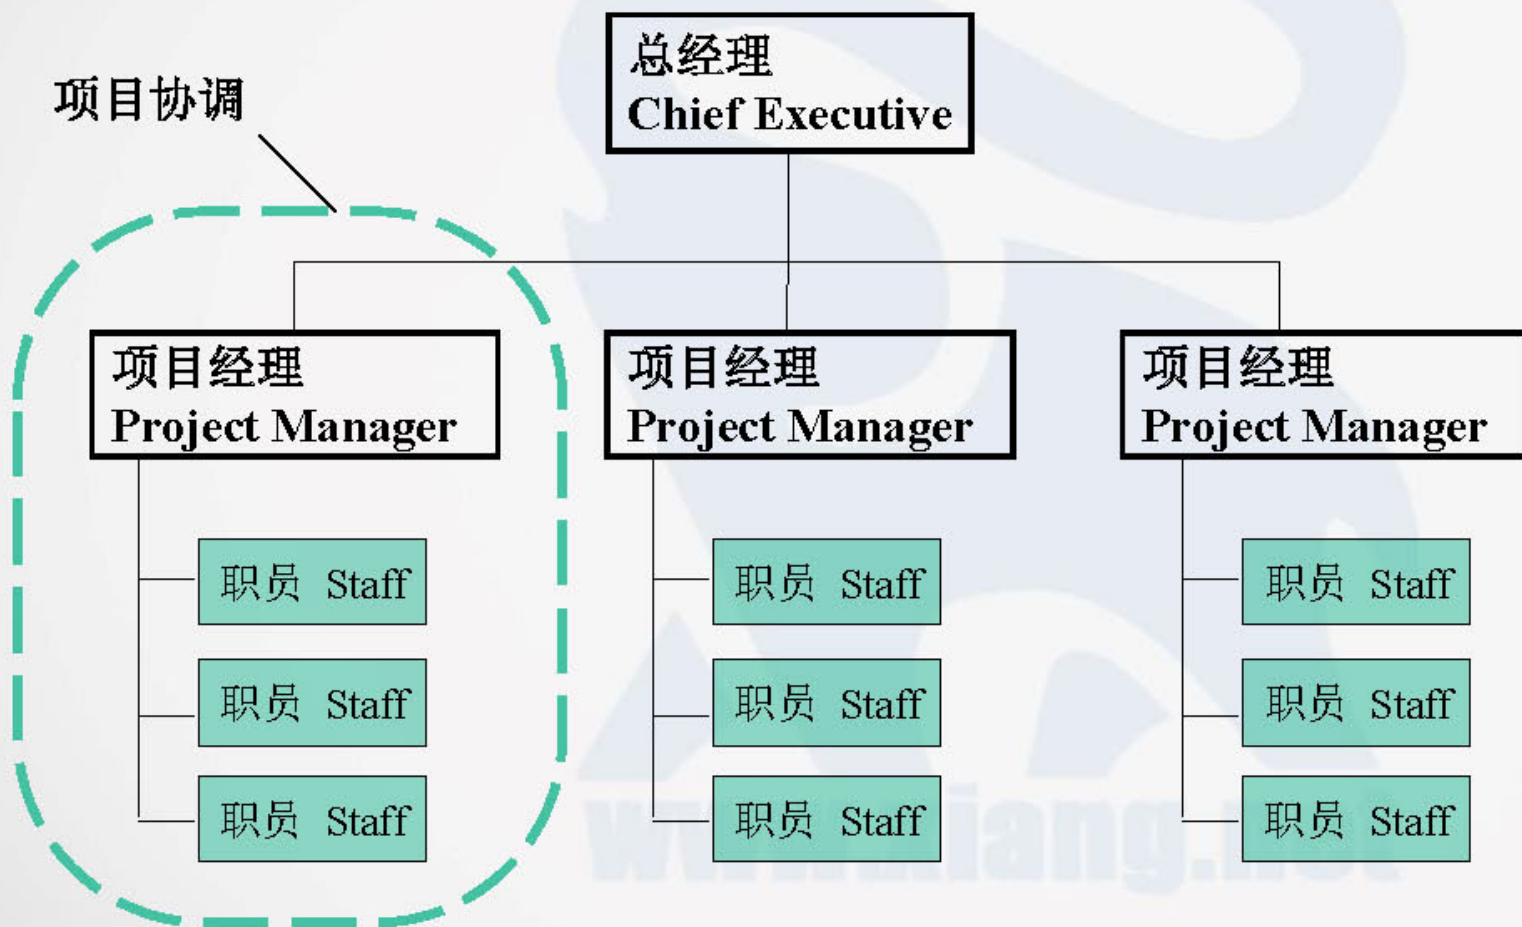 总经理
Chief Executive
项目协调
项目经理
Project Manager
项目经理
Project Manager
项目经理
Project Manager
职员 Staff
职员 Staff
职员 Staff
职员 Staff
职员 Staff
职员 Staff
职员 Staff
职员 Staff
职员 Staff